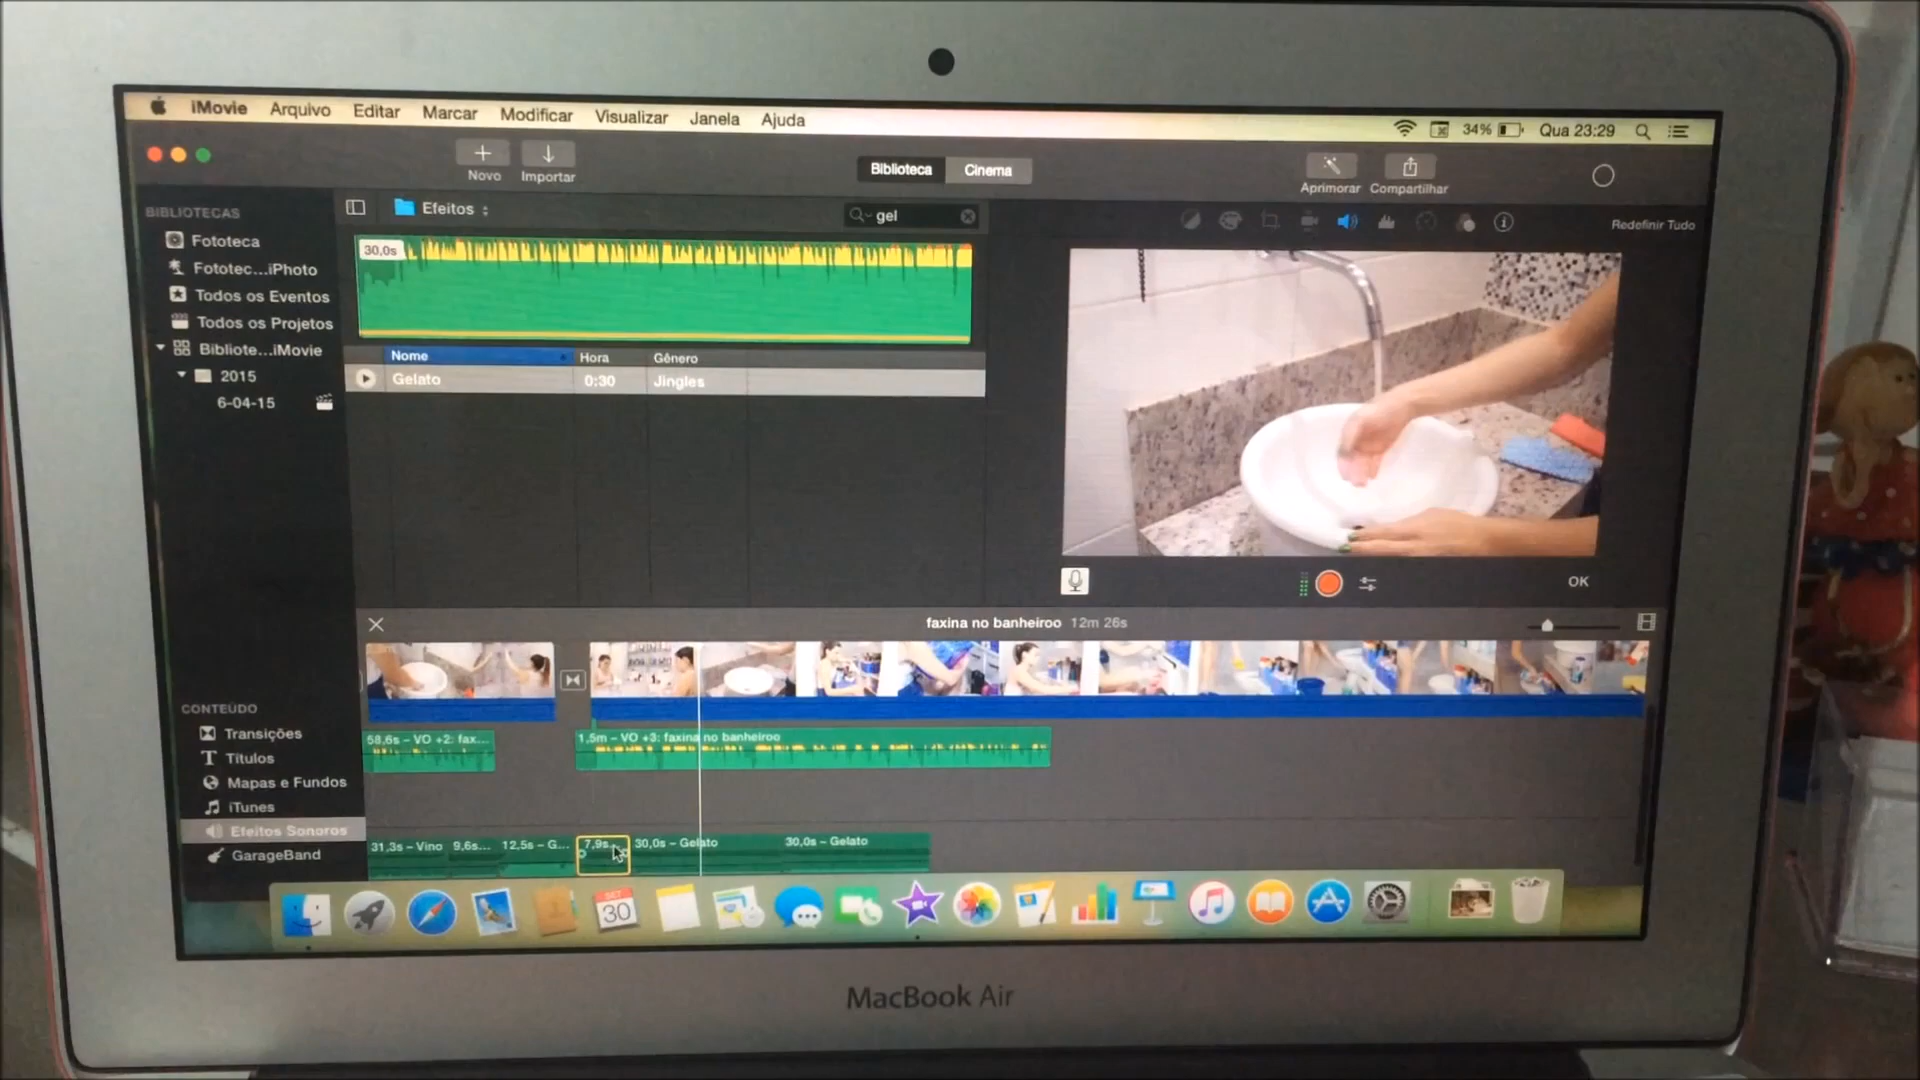 iMovie Arquivo Editar Marcar Modificar Visualizar Janela Ajuda
34% Qua 23:29
Novo Importar
Biblioteca Cinema
Aprimorar Compartilhar
BIBLIOTECAS
Fototeca
Fototec...iPhoto
Todos os Eventos
Todos os Projetos
Bibliote...iMovie
2015
6-04-15
Efeitos
gel
Redefinir Tudo
30,0s
Nome Hora Gênero
Gelato 0:30 Jingles
OK
faxina no banheiroo 12m 26s
CONTEÚDO
Transições
Títulos
Mapas e Fundos
iTunes
Efeitos Sonoros
GarageBand
58,6s – VO +2: fax...
1,5m – VO +3: faxina no banheiroo
31,3s – Vino 9,6s... 12,5s – G... 7,9s... 30,0s – Gelato 30,0s – Gelato
SET
30
MacBook Air